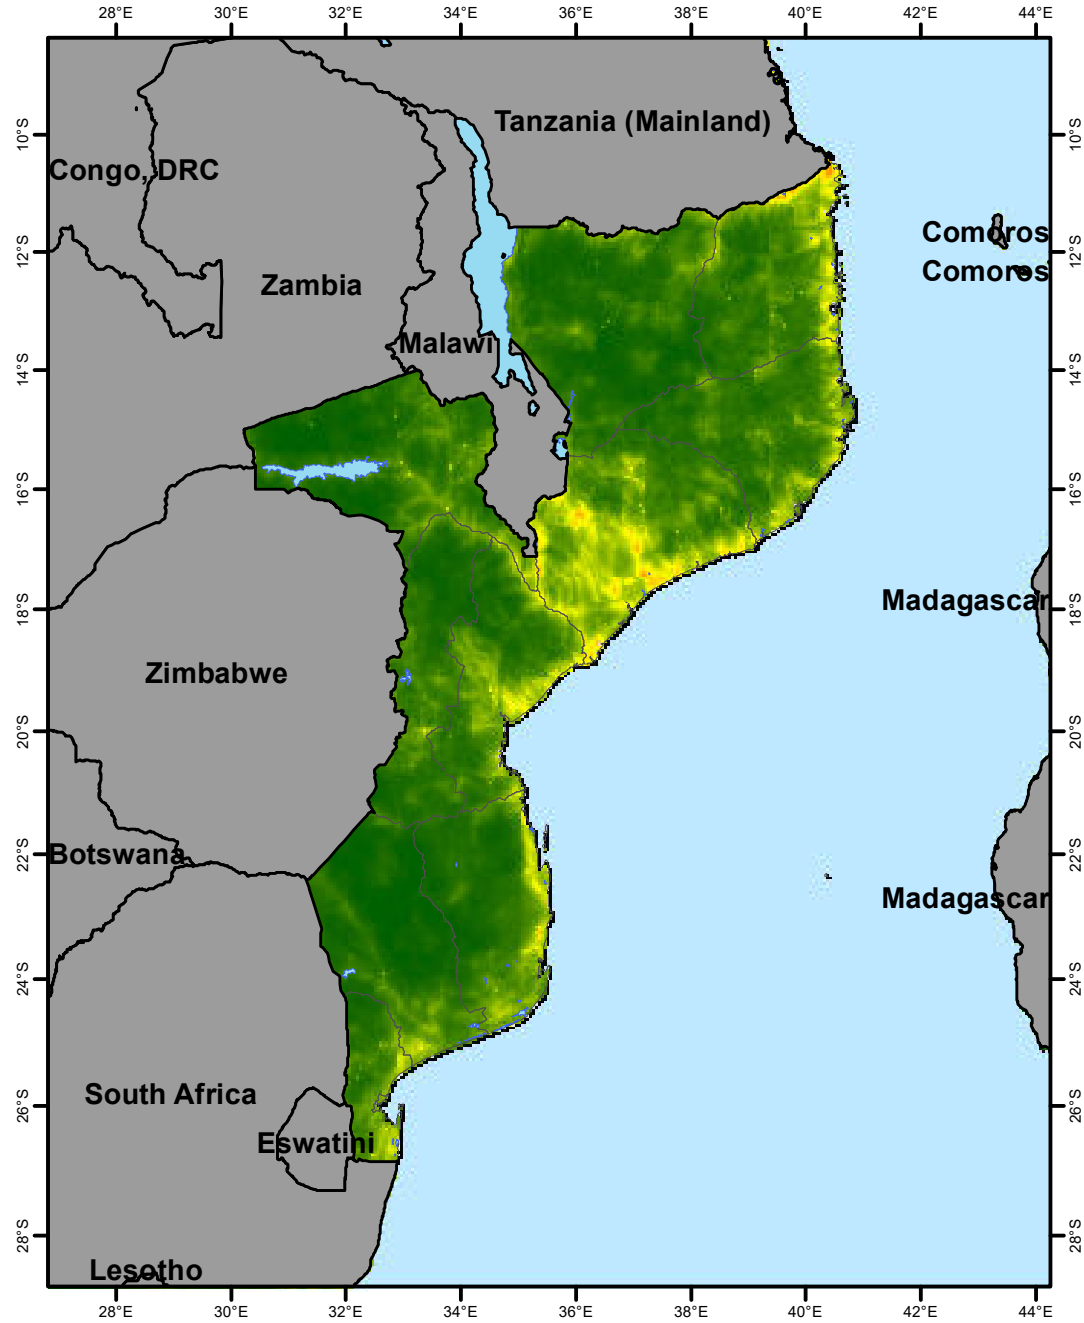 28°E 30°E 32°E 34°E 36°E 38°E 40°E 42°E 44°E
Tanzania (Mainland)
10°S 10°S
Congo, DRC
Comoros
12°S 12°S
Comoros
Zambia
Malawi
14°S 14°S
16°S 16°S
Madagascar
18°S 18°S
Zimbabwe
20°S 20°S
Botswana
22°S 22°S
Madagascar
24°S 24°S
South Africa
26°S 26°S
Eswatini
28°S 28°S
Lesotho
28°E 30°E 32°E 34°E 36°E 38°E 40°E 42°E 44°E